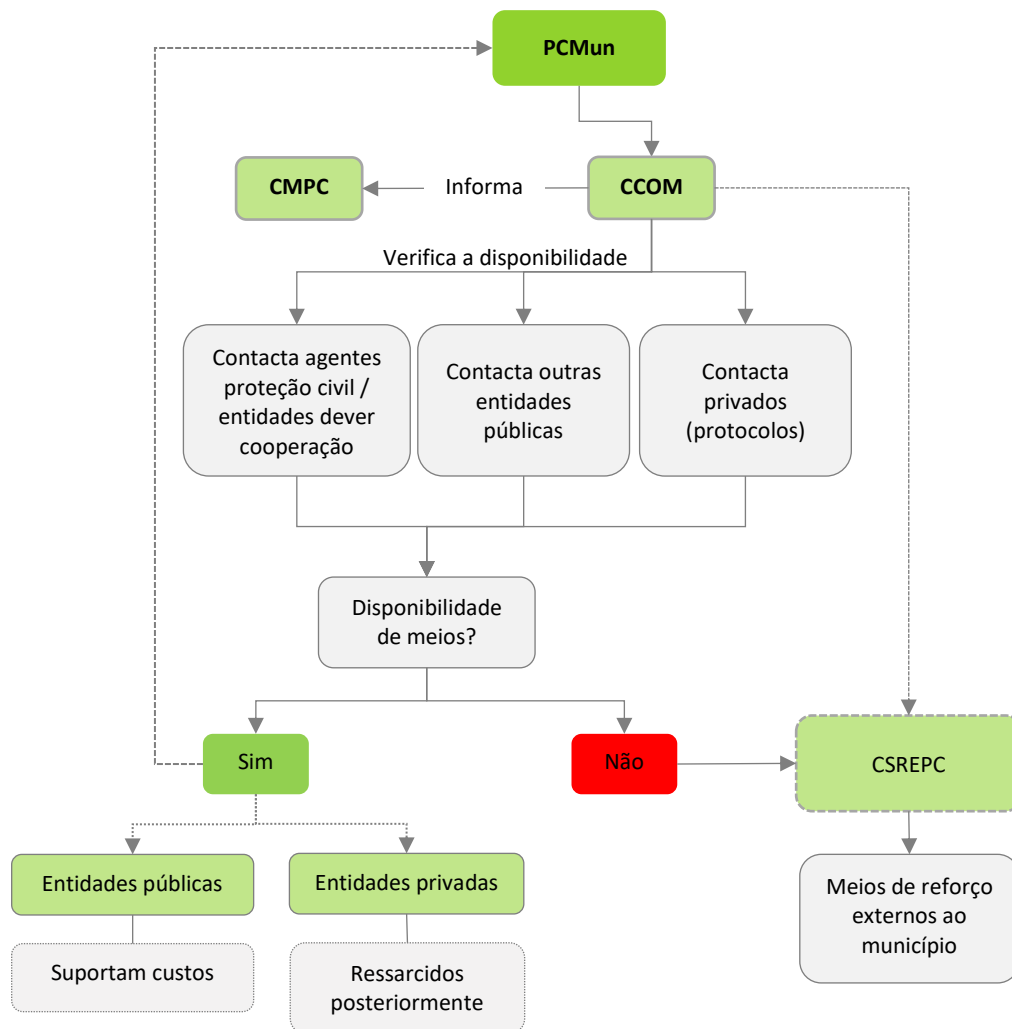 PCMun
CMPC
Informa
CCOM
Verifica a disponibilidade
Contacta agentes
proteção civil /
entidades dever
cooperação
Contacta outras
entidades
públicas
Contacta
privados
(protocolos)
Disponibilidade
de meios?
Sim
Não
CSREPC
Entidades públicas
Entidades privadas
Meios de reforço
externos ao
município
Suportam custos
Ressarcidos
posteriormente